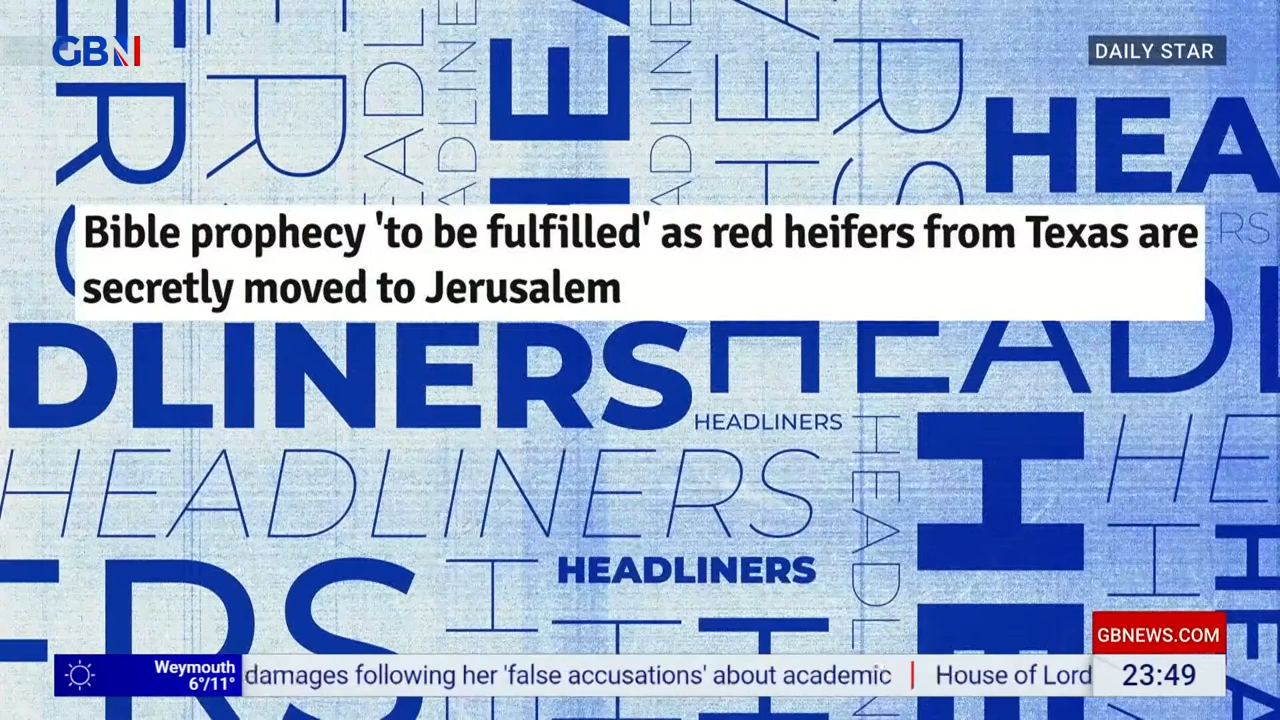 GBN
DAILY STAR
HEA
Bible prophecy 'to be fulfilled' as red heifers from Texas are
secretly moved to Jerusalem
DLINERS
HEADLINERS
HEADLINERS
HEADLINERS
GBNEWS.COM
Weymouth
6°/11°
damages following her 'false accusations' about academic | House of Lord
23:49